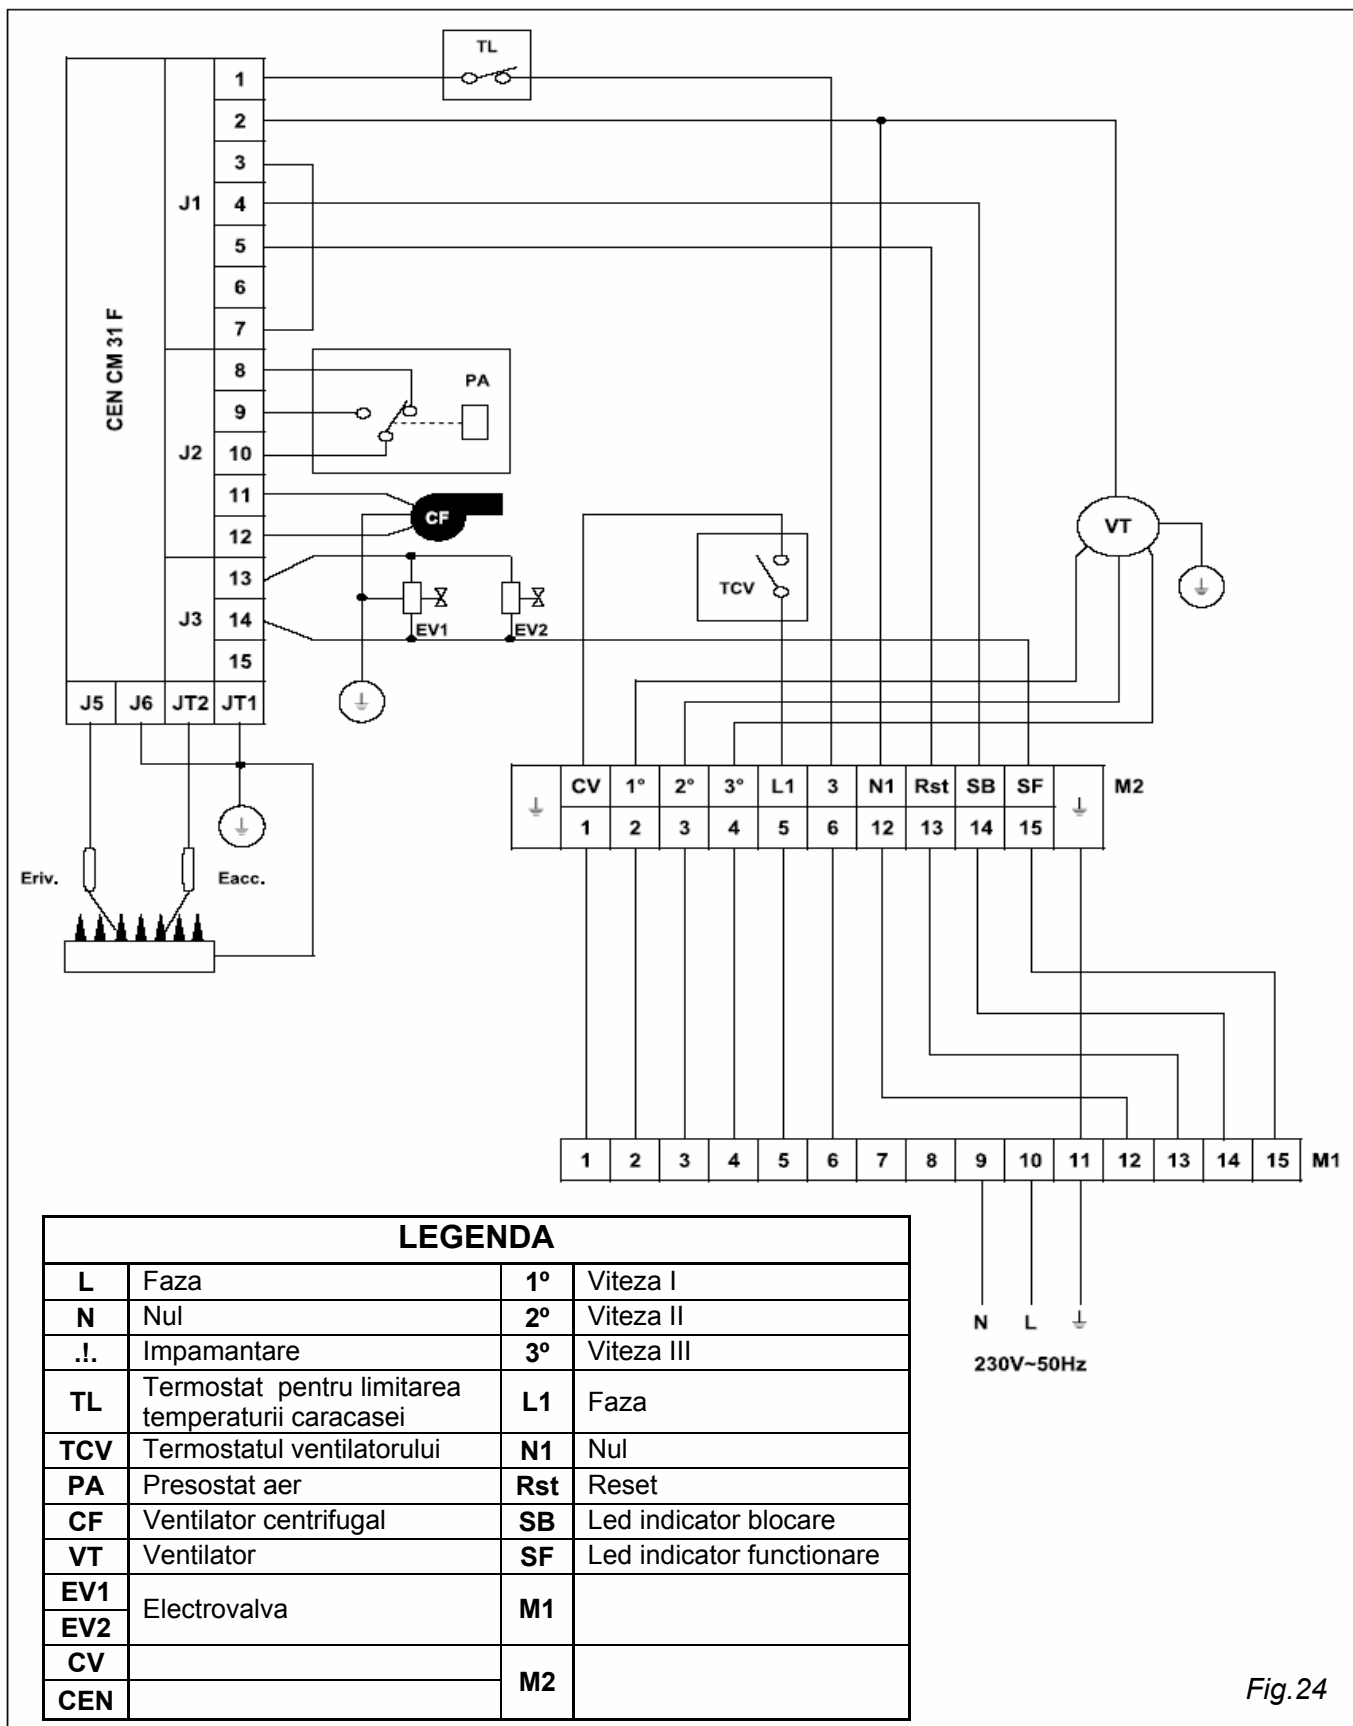 TL
CEN CM 31 F
J1
1
2
3
4
5
6
7
J2
8
9
10
11
12
J3
13
14
15
J5 J6 JT2 JT1
PA
CF
EV1 EV2
TCV
VT
Eriv. Eacc.
CV 1° 2° 3° L1 3 N1 Rst SB SF M2
1 2 3 4 5 6 12 13 14 15
1 2 3 4 5 6 7 8 9 10 11 12 13 14 15 M1
N L
230V~50Hz
LEGENDA
L Faza 1º Viteza I
N Nul 2º Viteza II
.!. Impamantare 3º Viteza III
TL Termostat pentru limitarea
temperaturii caracasei L1 Faza
TCV Termostatul ventilatorului N1 Nul
PA Presostat aer Rst Reset
CF Ventilator centrifugal SB Led indicator blocare
VT Ventilator SF Led indicator functionare
EV1
EV2 Electrovalva M1
CV
CEN M2
Fig.24